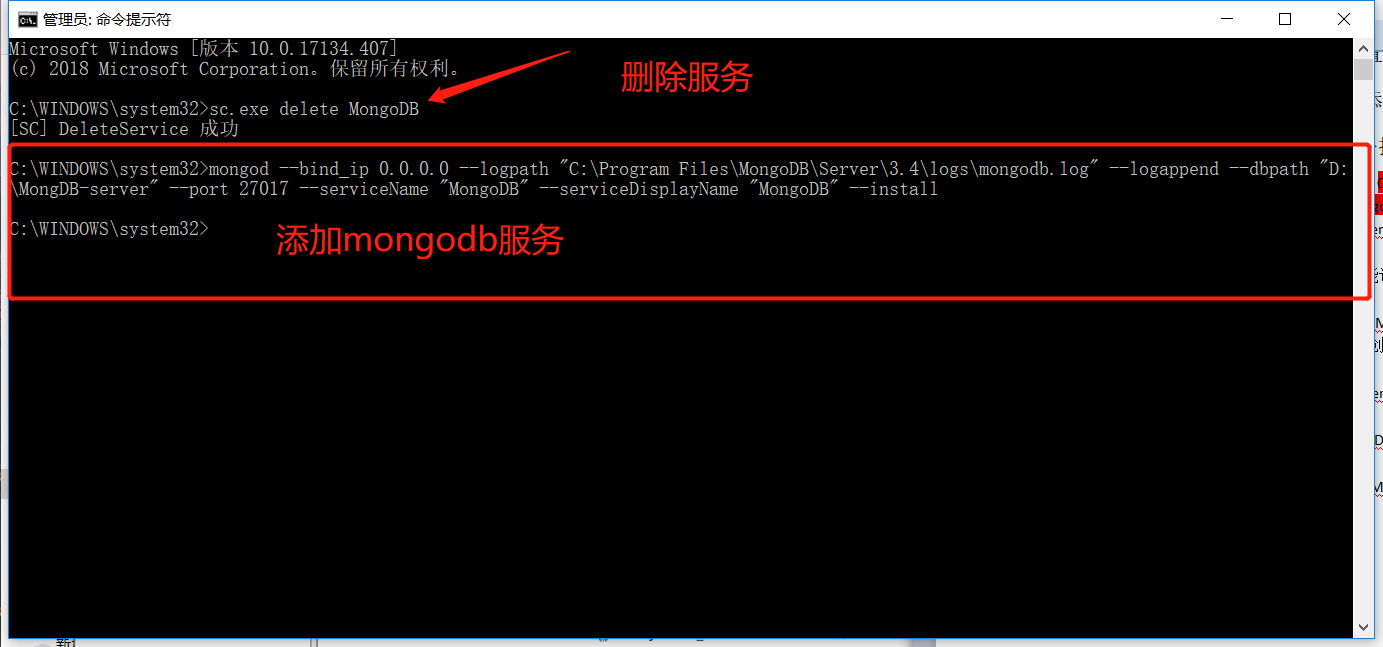 管理员: 命令提示符
Microsoft Windows [版本 10.0.17134.407]
(c) 2018 Microsoft Corporation。保留所有权利。
删除服务
C:\WINDOWS\system32>sc.exe delete MongoDB
[SC] DeleteService 成功
C:\WINDOWS\system32>mongod --bind_ip 0.0.0.0 --logpath "C:\Program Files\MongoDB\Server\3.4\logs\mongodb.log" --logappend --dbpath "D:
\MongDB-server" --port 27017 --serviceName "MongoDB" --serviceDisplayName "MongoDB" --install
C:\WINDOWS\system32>
添加mongodb服务